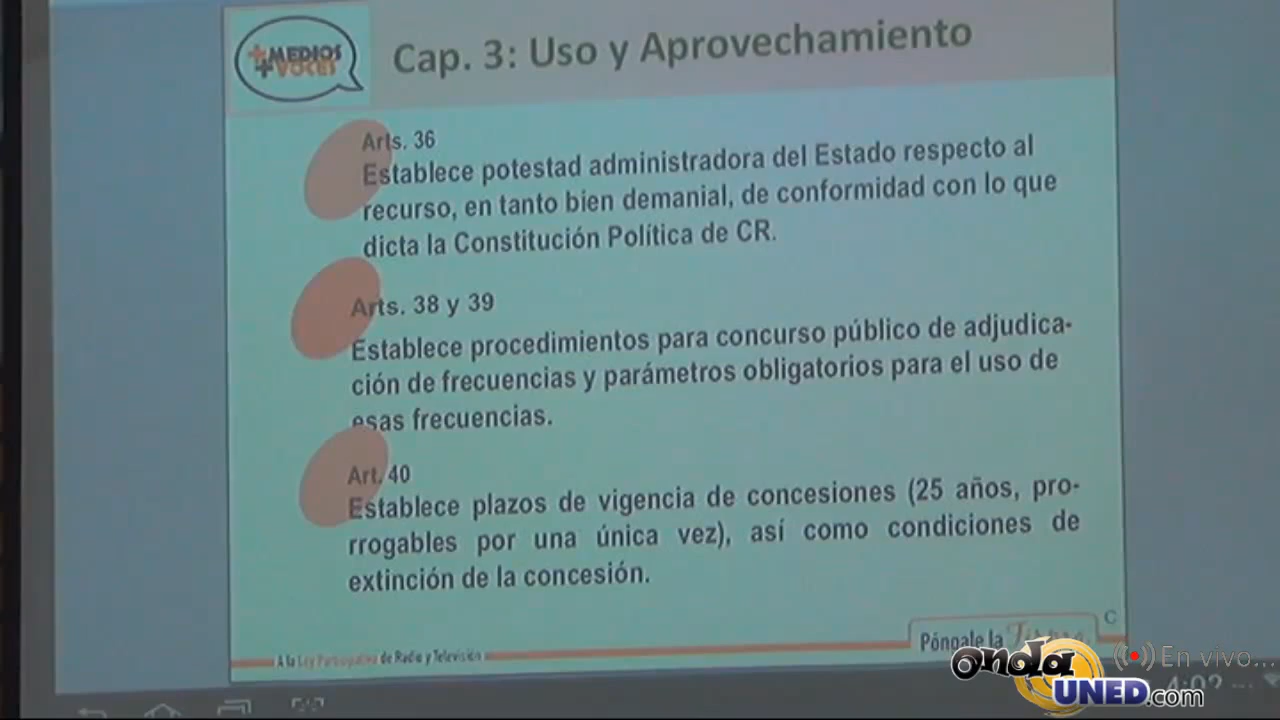 +MEDIOS
+VOCES
Cap. 3: Uso y Aprovechamiento
Arts. 36
Establece potestad administradora del Estado respecto al
recurso, en tanto bien demanial, de conformidad con lo que
dicta la Constitución Política de CR.
Arts. 38 y 39
Establece procedimientos para concurso público de adjudica-
ción de frecuencias y parámetros obligatorios para el uso de
esas frecuencias.
Art. 40
Establece plazos de vigencia de concesiones (25 años, pro-
rrogables por una única vez), así como condiciones de
extinción de la concesión.
A la Ley Participativa de Radio y Televisión
Póngale la Firma
C
onda
UNED.com
En vivo...
4:02